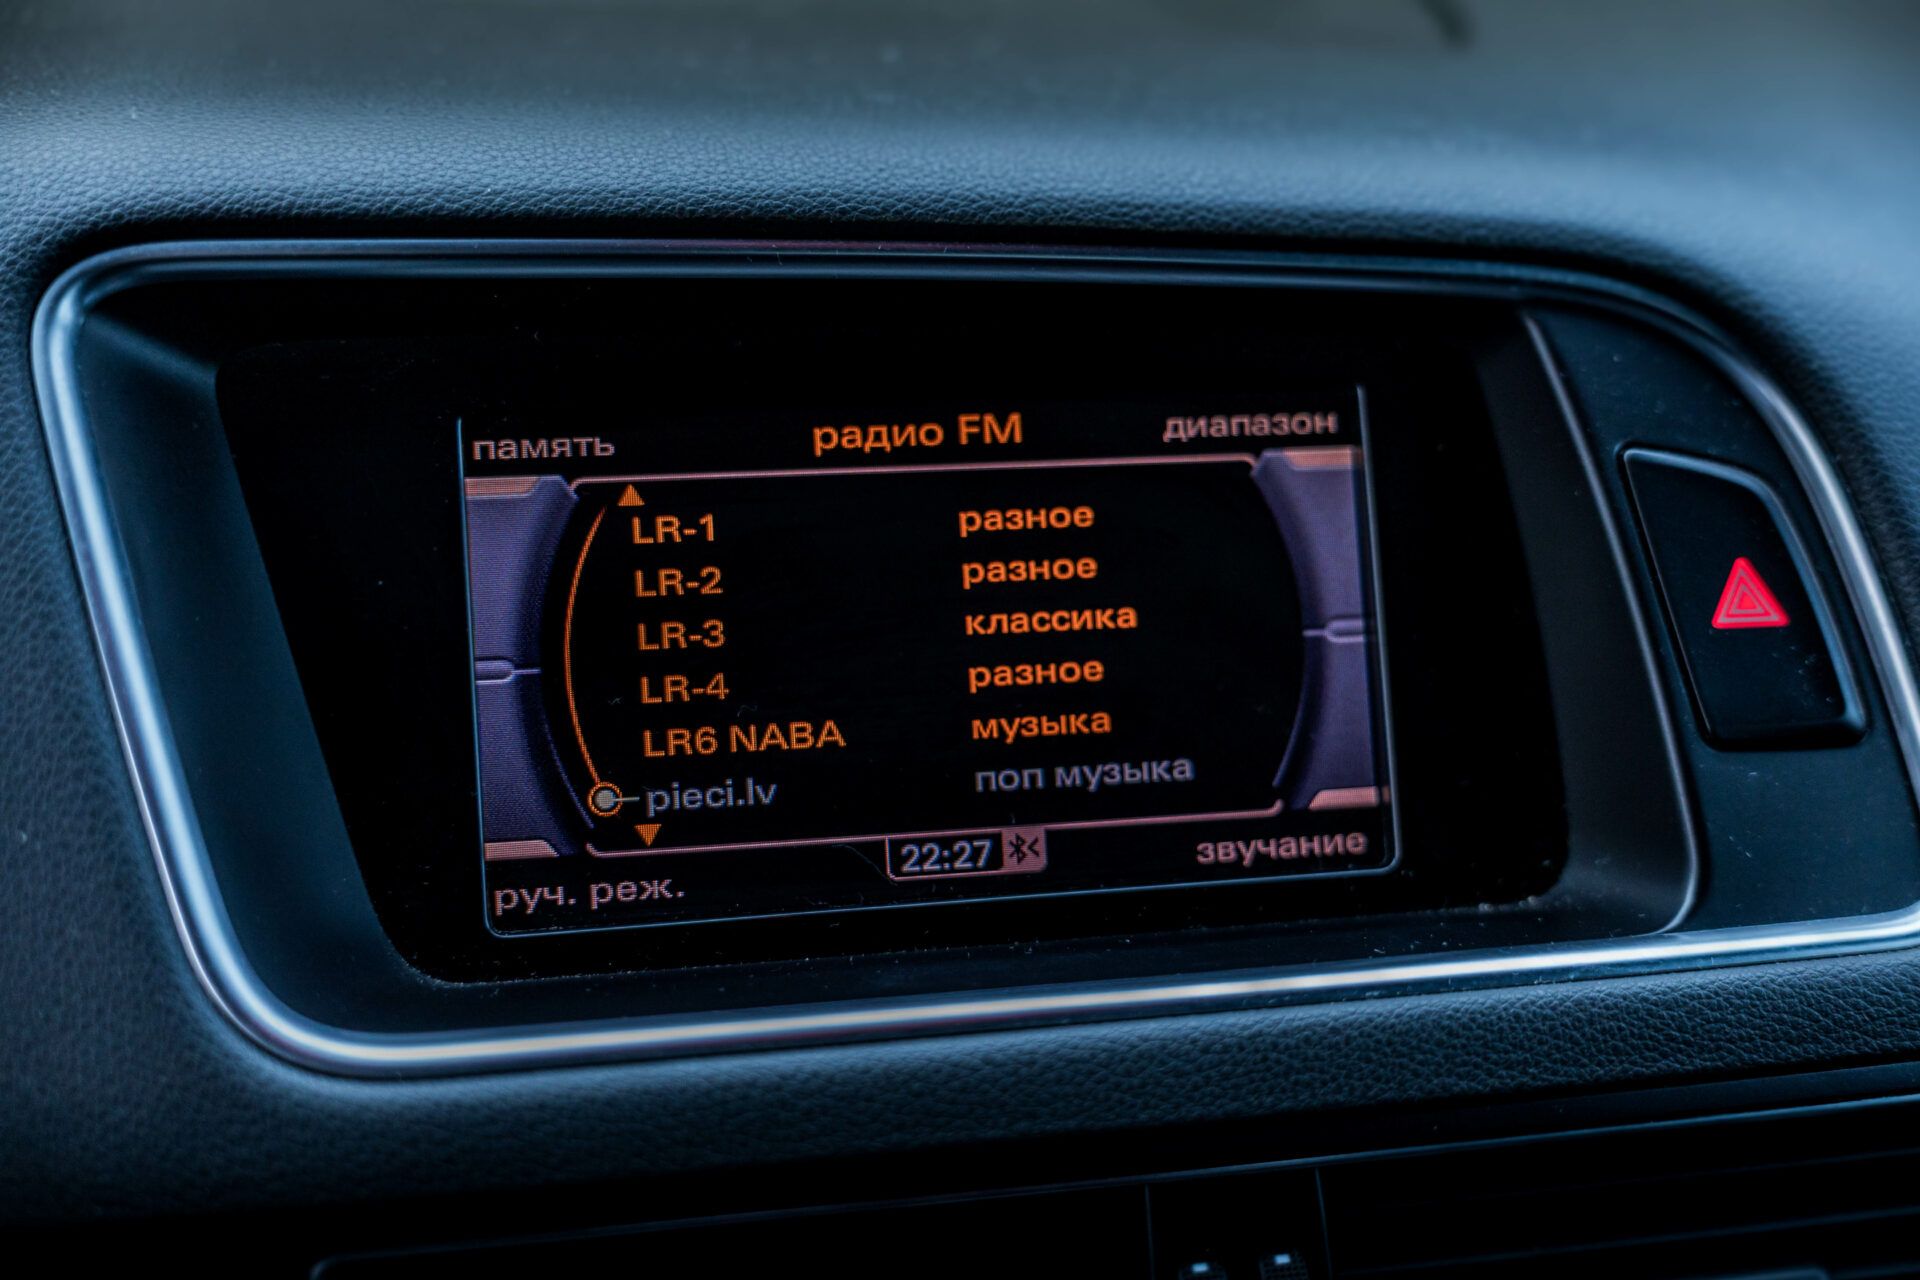 память радио FM диапазон
LR-1 разное
LR-2 разное
LR-3 классика
LR-4 разное
LR6 NABA музыка
pieci.lv поп музыка
22:27
руч. реж. звучание